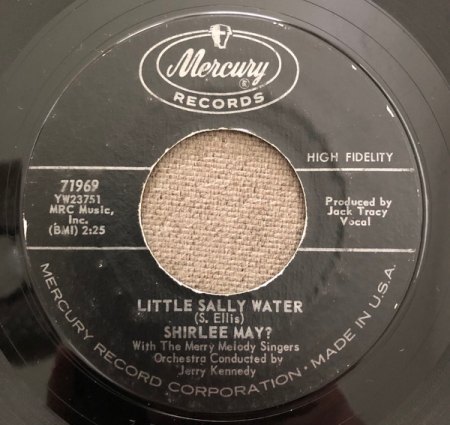 Mercury
®
RECORDS
HIGH FIDELITY
71969
YW23751
MRC Music,
Inc.
(BMI) 2:25
Produced by
Jack Tracy
Vocal
LITTLE SALLY WATER
(S. Ellis)
SHIRLEE MAY?
With The Merry Melody Singers
Orchestra Conducted by
Jerry Kennedy
MERCURY RECORD CORPORATION • MADE IN U.S.A.